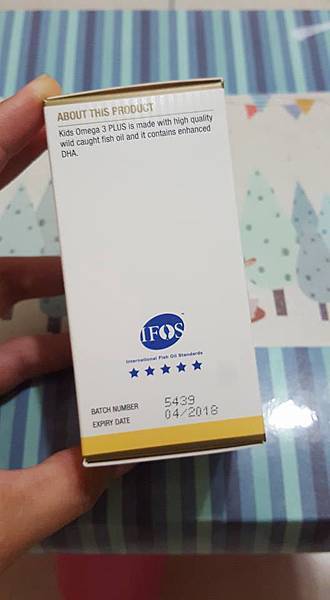 ABOUT THIS PRODUCT
Kids Omega 3 PLUS is made with high quality
wild caught fish oil and it contains enhanced
DHA.
IFOS™
International Fish Oil Standards
BATCH NUMBER 5439
EXPIRY DATE 04/2018